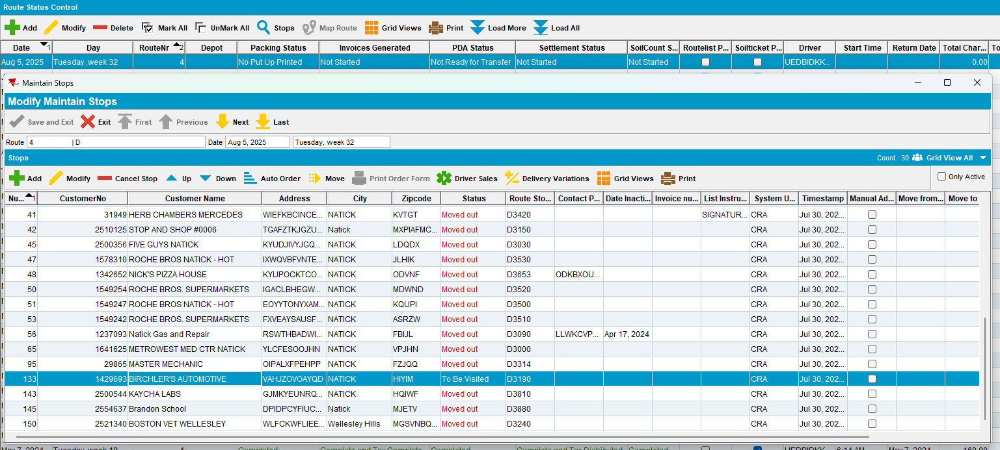 Route Status Control
Add Modify Delete Mark All UnMark All Stops Map Route Grid Views Print Load More Load All
Date 1 Day RouteNr 2 Depot Packing Status Invoices Generated PDA Status Settlement Status SoilCount S... Routelist P... Soilticket P... Driver Start Time Return Date Total Char... To
Aug 5, 2025 Tuesday ,week 32 4 No Put Up Printed Not Started Not Ready for Transfer Not Started Not Started UEDBIDKK... 0.00
Maintain Stops
Modify Maintain Stops
Save and Exit Exit First Previous Next Last
Route 4 | D Date Aug 5, 2025 Tuesday, week 32
Stops Count : 30 Grid View All
Add Modify Cancel Stop Up Down Auto Order Move Print Order Form Driver Sales Delivery Variations Grid Views Print Only Active
Nu... 1 CustomerNo Customer Name Address City Zipcode Status Route Sto... Contact P... Date Inacti... Invoice nu... List Instru... System U... Timestamp Manual Ad... Move from... Move to
41 31949 HERB CHAMBERS MERCEDES WIEFKBCINCE... NATICK KVTGT Moved out D3420 SIGNATUR... CRA Jul 30, 202...
42 2510125 STOP AND SHOP #0006 TGAFZTKJGZU... Natick MXPIAFMC... Moved out D3150 CRA Jul 30, 202...
45 2500356 FIVE GUYS NATICK KYUDJIVYJGQ... NATICK LDQDX Moved out D3030 CRA Jul 30, 202...
47 1578310 ROCHE BROS NATICK - HOT IXWQVBFVNTE... NATICK JLHIK Moved out D3530 CRA Jul 30, 202...
48 1342652 NICK'S PIZZA HOUSE KYIJPOCKTCO... NATICK ODVNF Moved out D3653 ODKBXOU... CRA Jul 30, 202...
50 1549254 ROCHE BROS. SUPERMARKETS IGACLBHEGW... NATICK MDWND Moved out D3520 CRA Jul 30, 202...
51 1549247 ROCHE BROS NATICK - HOT EOYYTONYXAM... NATICK KQUPI Moved out D3500 CRA Jul 30, 202...
53 1549242 ROCHE BROS. SUPERMARKETS FXVEAYSAUSF... NATICK ASRZW Moved out D3510 CRA Jul 30, 202...
56 1237093 Natick Gas and Repair RSWTHBADWI... NATICK FBIJL Moved out D3090 LLWKCVP... Apr 17, 2024 CRA Jul 30, 202...
65 1641625 METROWEST MED CTR NATICK YLCFESOOJHN NATICK VPJHN Moved out D3000 CRA Jul 30, 202...
95 29865 MASTER MECHANIC OIPALXFPEHPP NATICK FZJQQ Moved out D3314 CRA Jul 30, 202...
133 1429693 BIRCHLER'S AUTOMOTIVE VAHJZOVOAYQD NATICK HIYIM To Be Visited D3190 CRA Jul 30, 202...
143 2500544 KAYCHA LABS GJMKYEUNRQ... NATICK HQIWF Moved out D3810 CRA Jul 30, 202...
145 2554637 Brandon School DPIDPCYFIUC... Natick MJETV Moved out D3880 CRA Jul 30, 202...
150 2521340 BOSTON VET WELLESLEY WLFCKWFLIEE... Wellesley Hills MGSVNBQ... Moved out D3240 CRA Jul 30, 202...
May 7, 2024 Tuesday, week 19 4 Completed Complete and Tax Completed Completed Complete and Tax Distributed Completed UEDBIDKK... 6:14 AM May 7, 2024 168.00